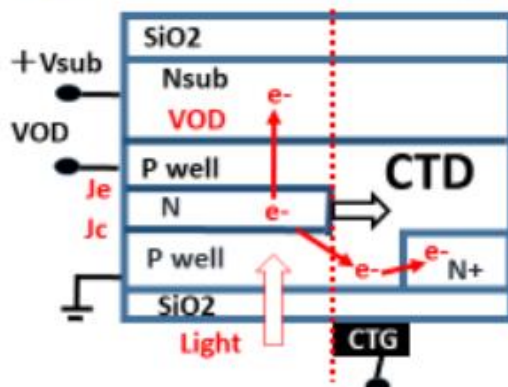 SiO2
+Vsub
Nsub
e-
VOD
VOD
P well
CTD
Je
N
e-
Jc
P well
e-
e-
N+
SiO2
Light
CTG